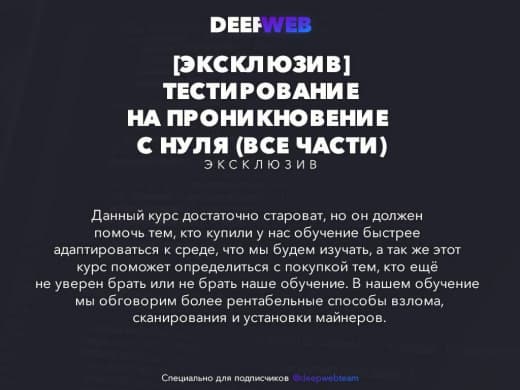 DEEPWEB
[ЭКСКЛЮЗИВ]
ТЕСТИРОВАНИЕ
НА ПРОНИКНОВЕНИЕ
С НУЛЯ (ВСЕ ЧАСТИ)
ЭКСКЛЮЗИВ
Данный курс достаточно староват, но он должен
помочь тем, кто купили у нас обучение быстрее
адаптироваться к среде, что мы будем изучать, а так же этот
курс поможет определиться с покупкой тем, кто ещё
не уверен брать или не брать наше обучение. В нашем обучение
мы обговорим более рентабельные способы взлома,
сканирования и установки майнеров.
Специально для подписчиков @deepwebteam